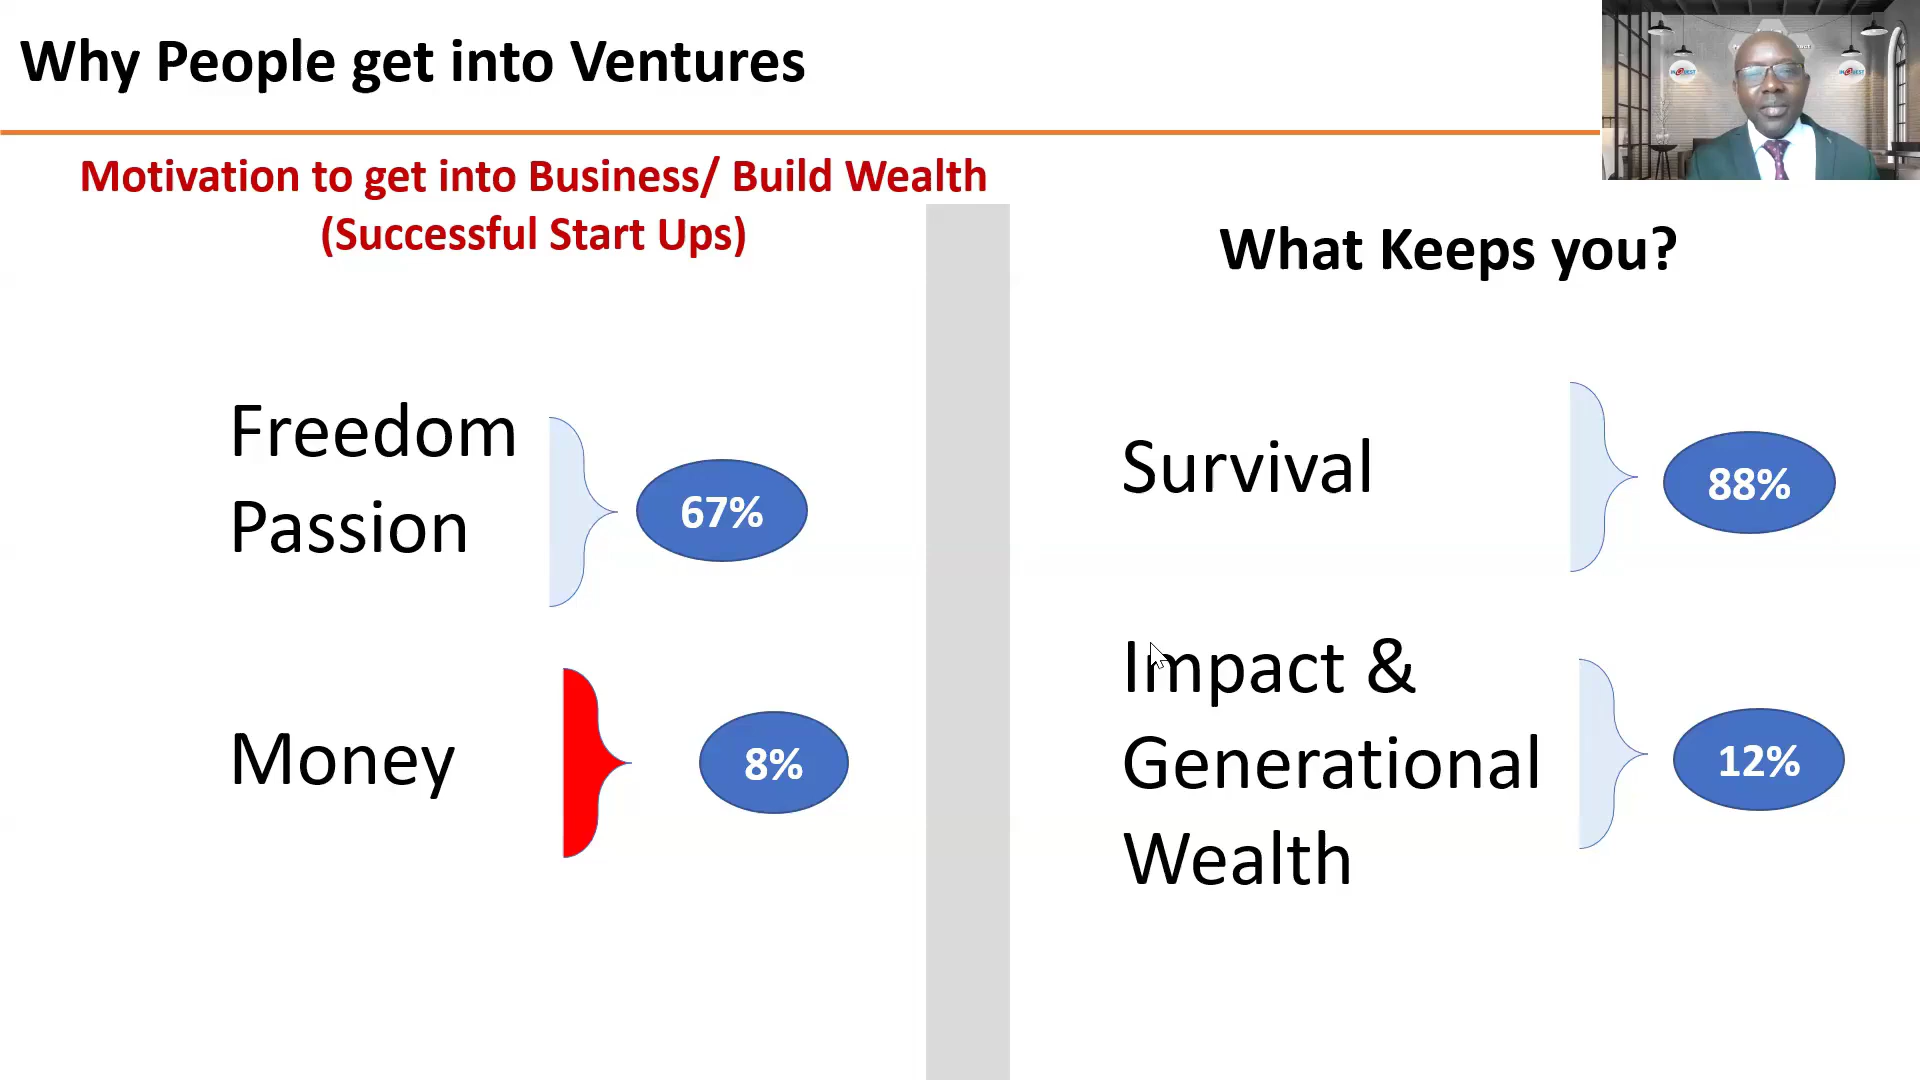 Why People get into Ventures
Motivation to get into Business/ Build Wealth
(Successful Start Ups)
What Keeps you?
Freedom
Passion
67%
Money
8%
Survival
88%
Impact &
Generational
Wealth
12%